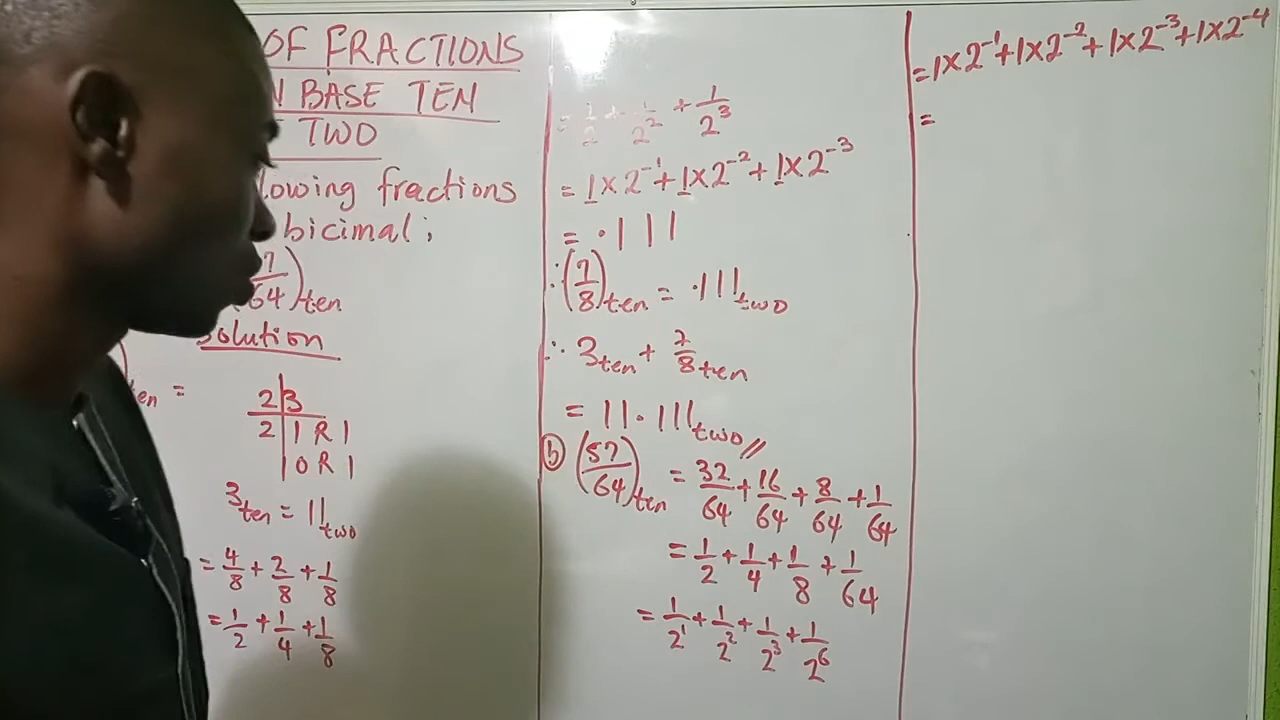 OF FRACTIONS
BASE TEN
TWO
lowing fractions
bicimal;
64)ten
Solution
en =
2|3
2|1 R 1
|0 R 1
3ten = 11two
= 4/8 + 2/8 + 1/8
= 1/2 + 1/4 + 1/8
= 1/2 + 1/2² + 1/2³
= 1×2⁻¹ + 1×2⁻² + 1×2⁻³
= .111
∴ (7/8)ten = .111two
∴ 3ten + 7/8ten
= 11.111two //
ⓑ (57/64)ten = 32/64 + 16/64 + 8/64 + 1/64
= 1/2 + 1/4 + 1/8 + 1/64
= 1/2¹ + 1/2² + 1/2³ + 1/2⁶
= 1×2⁻¹ + 1×2⁻² + 1×2⁻³ + 1×2⁻⁴
=